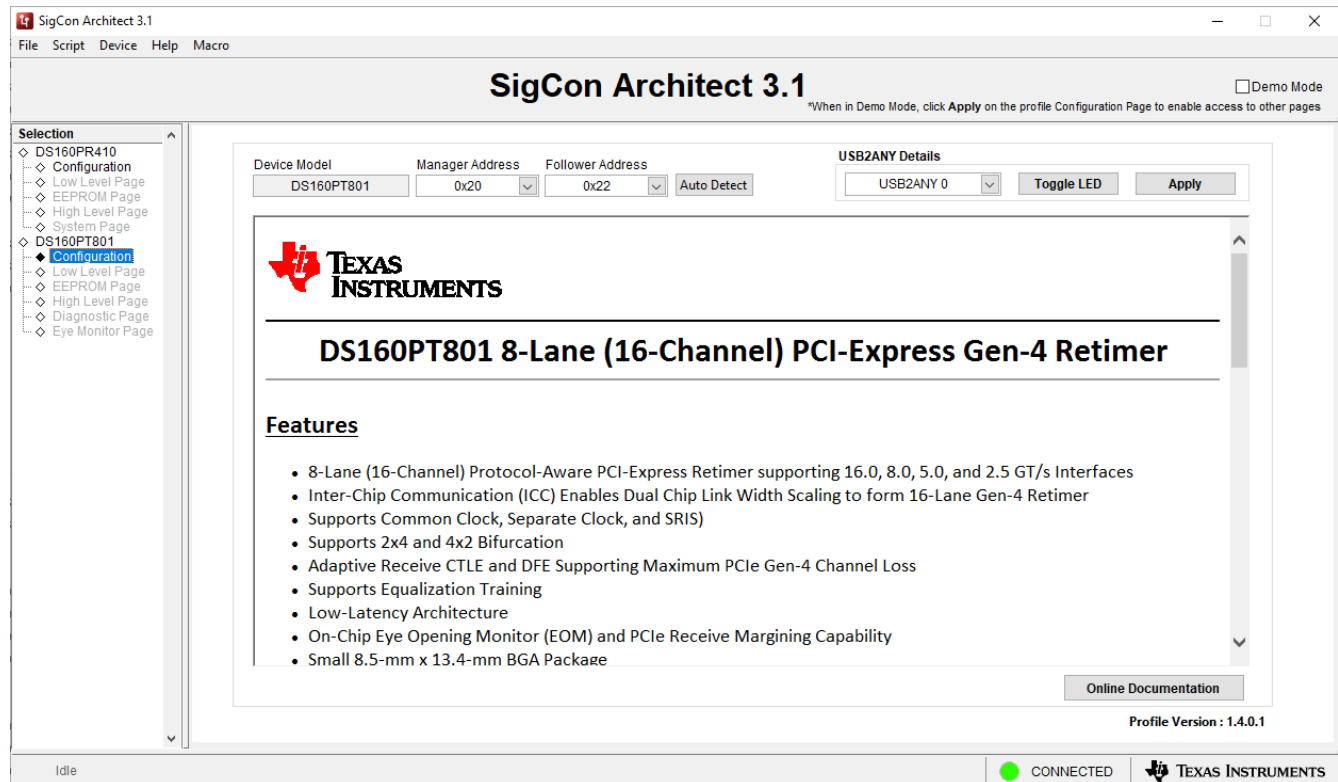 SigCon Architect 3.1
File Script Device Help Macro
SigCon Architect 3.1
Demo Mode
*When in Demo Mode, click Apply on the profile Configuration Page to enable access to other pages
Selection
DS160PR410
Configuration
Low Level Page
EEPROM Page
High Level Page
System Page
DS160PT801
Configuration
Low Level Page
EEPROM Page
High Level Page
Diagnostic Page
Eye Monitor Page
Device Model Manager Address Follower Address USB2ANY Details
DS160PT801 0x20 0x22 Auto Detect USB2ANY 0 Toggle LED Apply
TEXAS
INSTRUMENTS
DS160PT801 8-Lane (16-Channel) PCI-Express Gen-4 Retimer
Features
• 8-Lane (16-Channel) Protocol-Aware PCI-Express Retimer supporting 16.0, 8.0, 5.0, and 2.5 GT/s Interfaces
• Inter-Chip Communication (ICC) Enables Dual Chip Link Width Scaling to form 16-Lane Gen-4 Retimer
• Supports Common Clock, Separate Clock, and SRIS)
• Supports 2x4 and 4x2 Bifurcation
• Adaptive Receive CTLE and DFE Supporting Maximum PCIe Gen-4 Channel Loss
• Supports Equalization Training
• Low-Latency Architecture
• On-Chip Eye Opening Monitor (EOM) and PCIe Receive Margining Capability
• Small 8.5-mm x 13.4-mm BGA Package
Online Documentation
Profile Version : 1.4.0.1
Idle CONNECTED TEXAS INSTRUMENTS